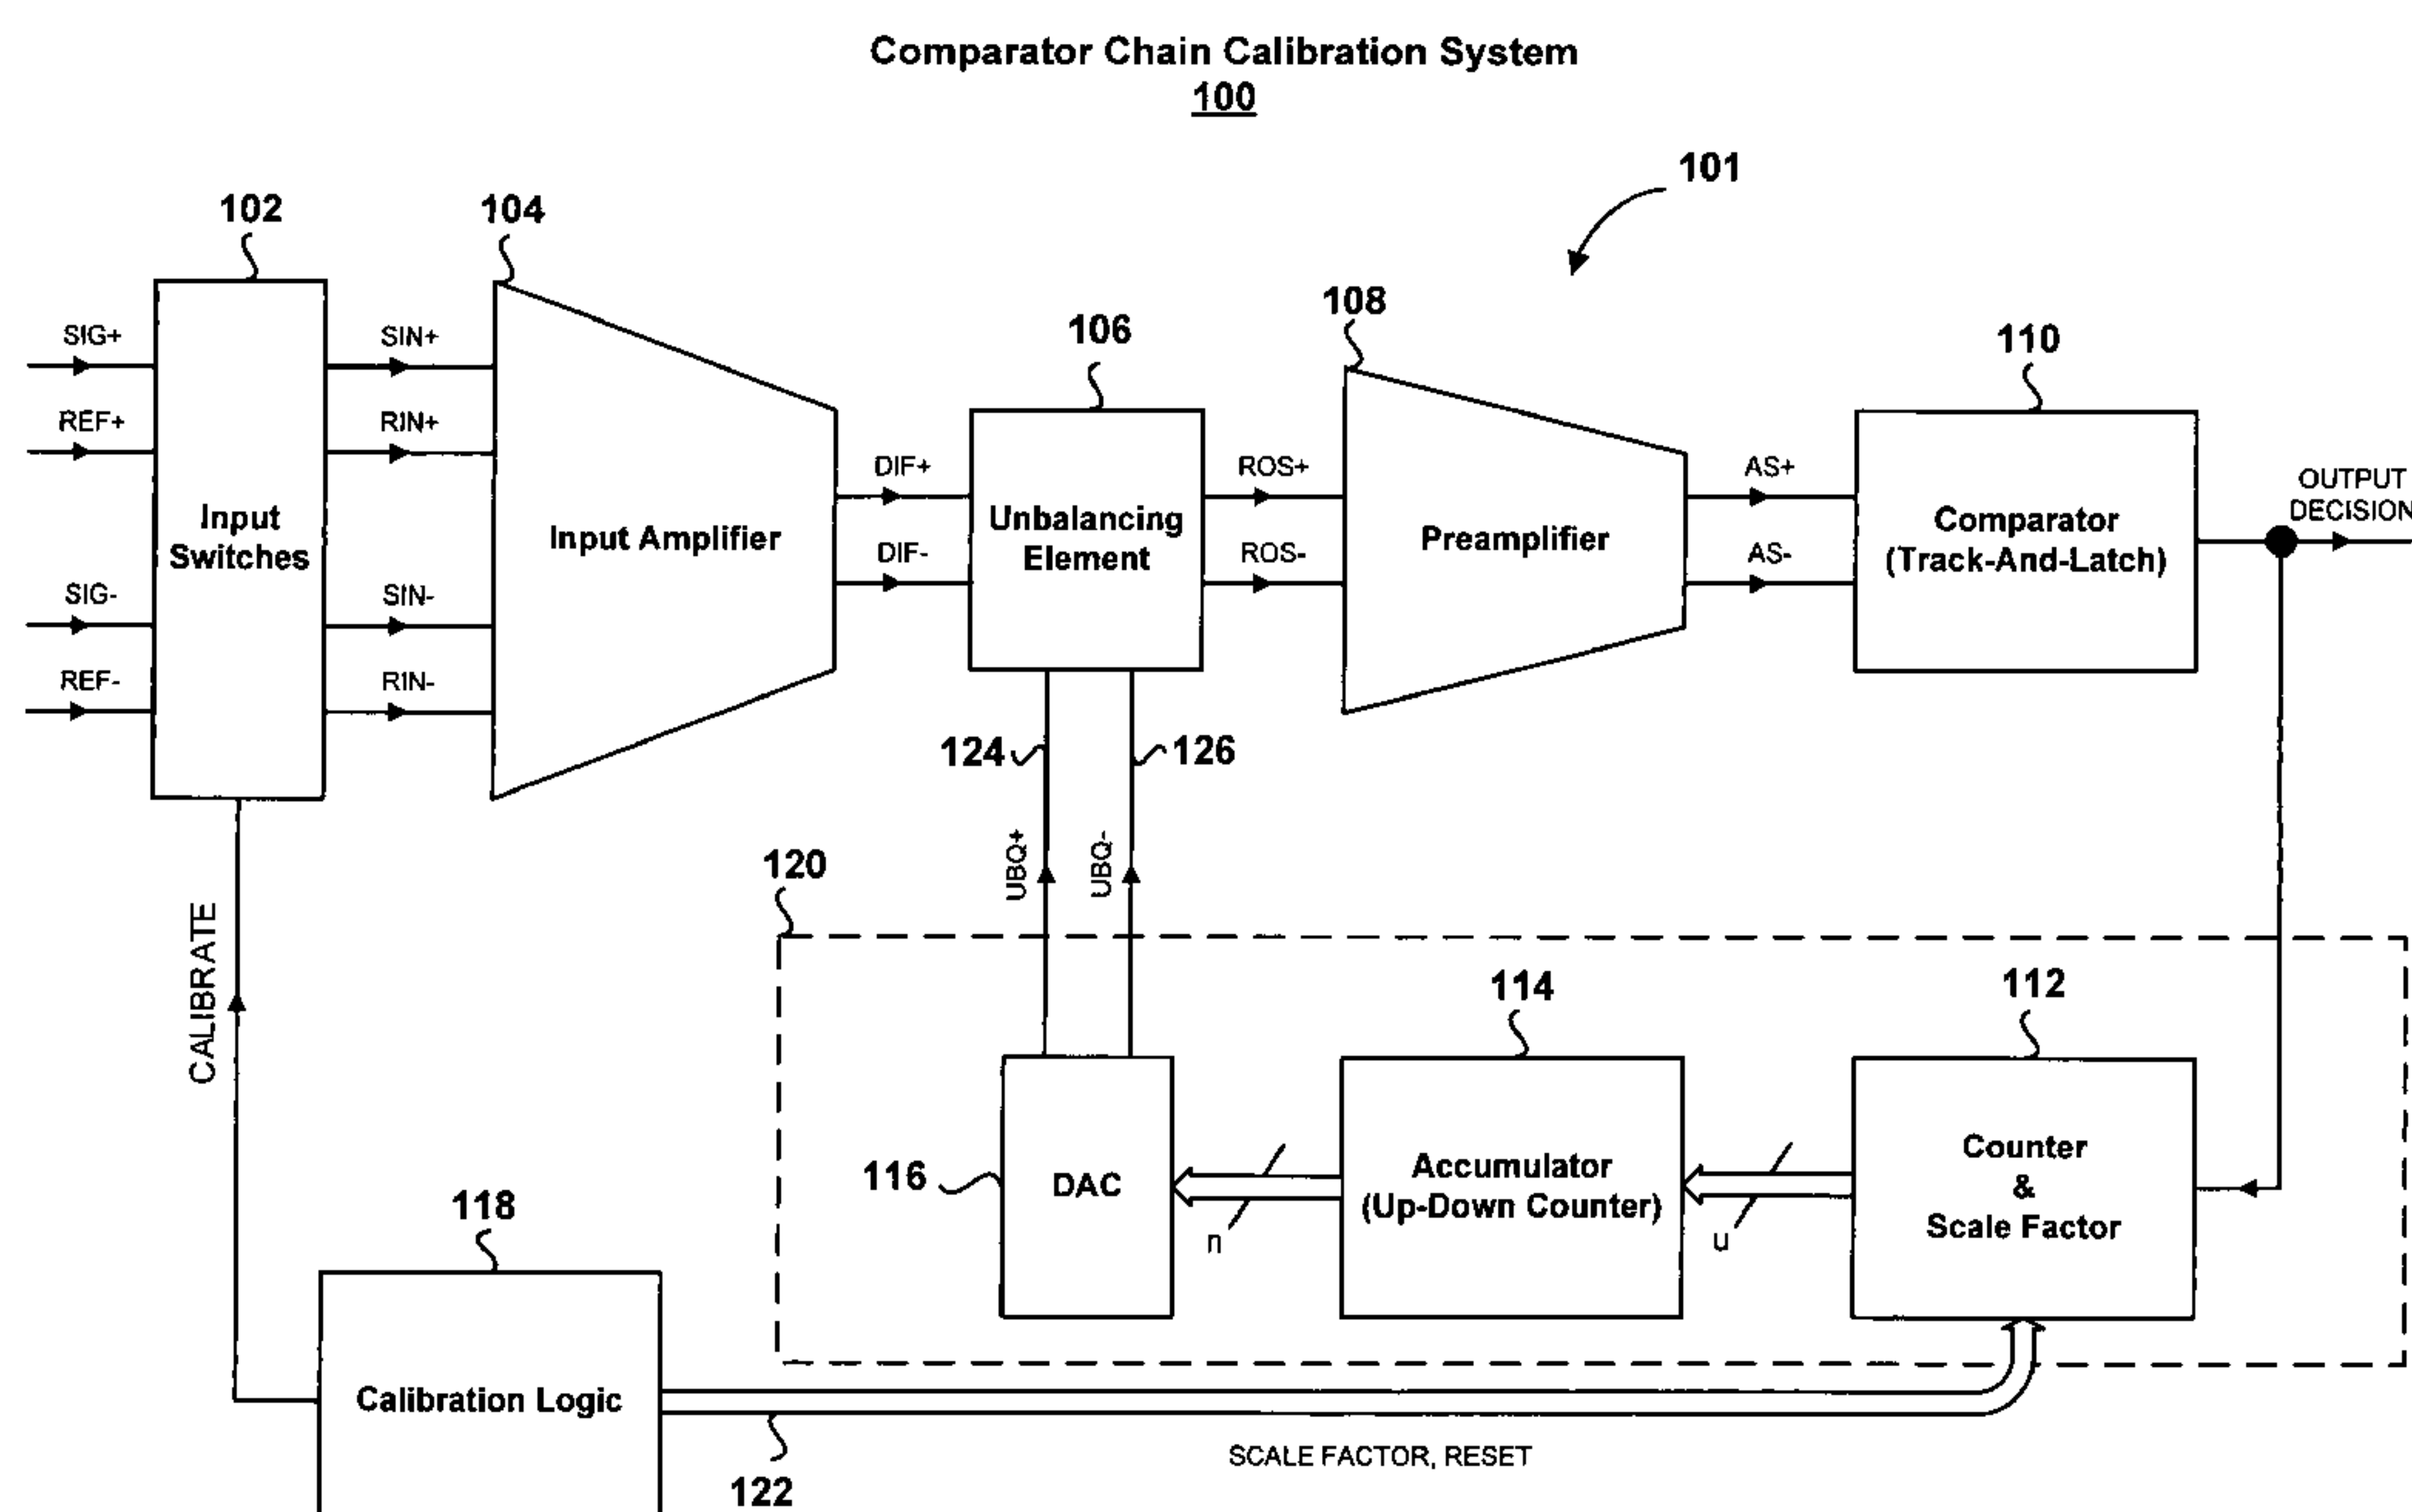 Comparator Chain Calibration System
100
101
102
104
106
108
110
SIG+
REF+
SIG-
REF-
Input
Switches
SIN+
RIN+
SIN-
RIN-
Input Amplifier
DIF+
DIF-
Unbalancing
Element
ROS+
ROS-
Preamplifier
AS+
AS-
Comparator
(Track-And-Latch)
OUTPUT
DECISION
124
126
UBQ+
UBQ-
120
CALIBRATE
114
112
116
DAC
n
Accumulator
(Up-Down Counter)
u
Counter
&
Scale Factor
118
Calibration Logic
122
SCALE FACTOR, RESET